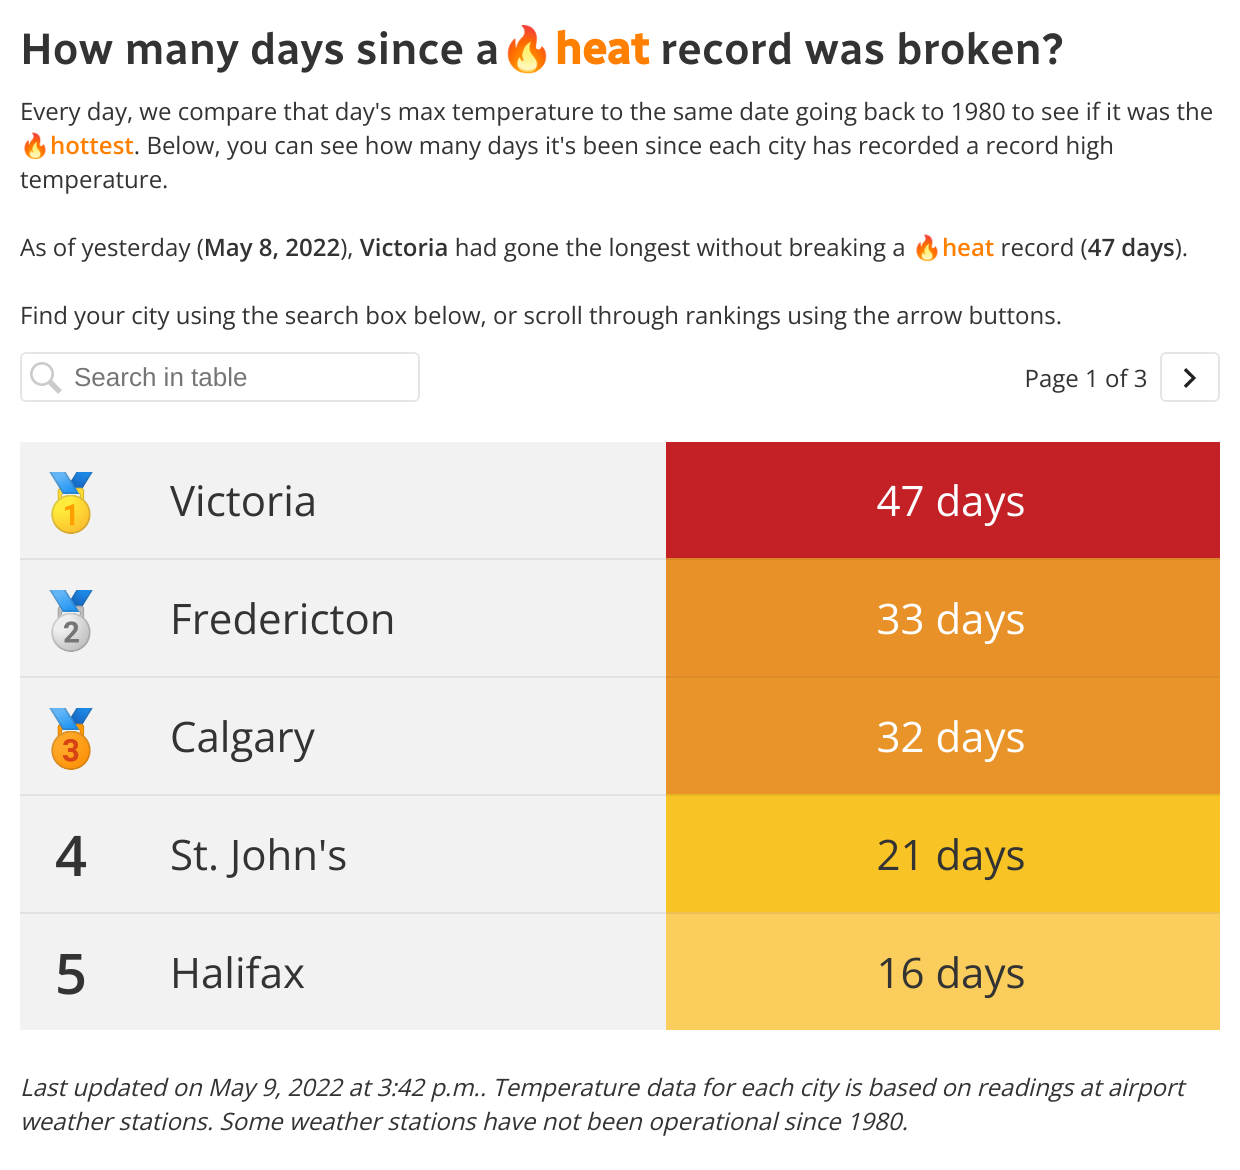 How many days since a🔥heat record was broken?
Every day, we compare that day's max temperature to the same date going back to 1980 to see if it was the
🔥hottest. Below, you can see how many days it's been since each city has recorded a record high
temperature.
As of yesterday (May 8, 2022), Victoria had gone the longest without breaking a 🔥heat record (47 days).
Find your city using the search box below, or scroll through rankings using the arrow buttons.
Search in table
Page 1 of 3
1 Victoria 47 days
2 Fredericton 33 days
3 Calgary 32 days
4 St. John's 21 days
5 Halifax 16 days
Last updated on May 9, 2022 at 3:42 p.m.. Temperature data for each city is based on readings at airport
weather stations. Some weather stations have not been operational since 1980.